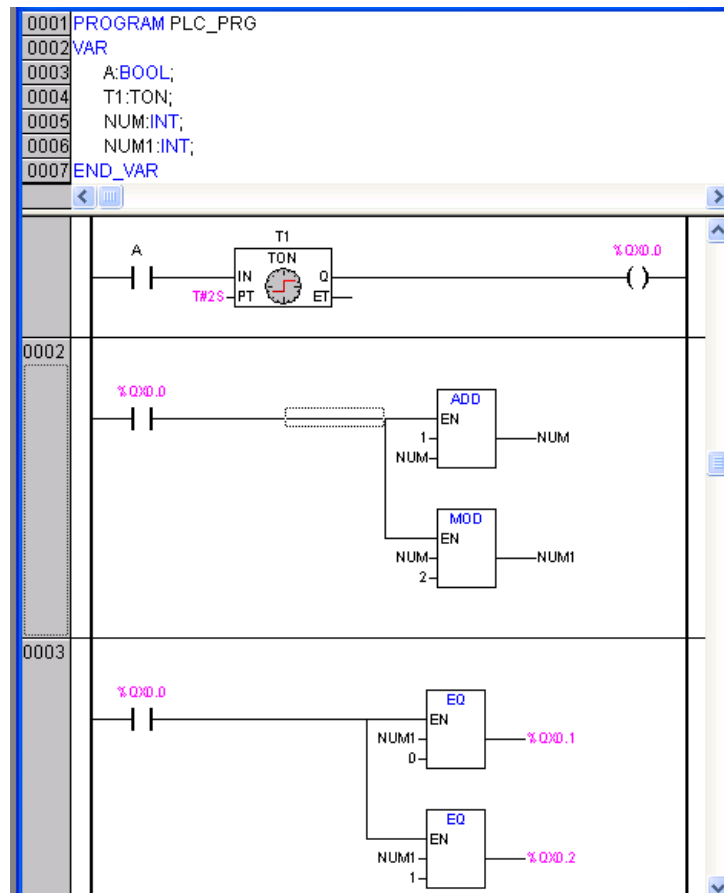 0001 PROGRAM PLC_PRG
0002 VAR
0003 A:BOOL;
0004 T1:TON;
0005 NUM:INT;
0006 NUM1:INT;
0007 END_VAR
A T1 %QX0.0
TON
IN Q
T#2S PT ET
0002
%QX0.0 ADD
EN
1 NUM
NUM
MOD
EN
NUM NUM1
2
0003
%QX0.0 EQ
EN
NUM1 %QX0.1
0
EQ
EN
NUM1 %QX0.2
1